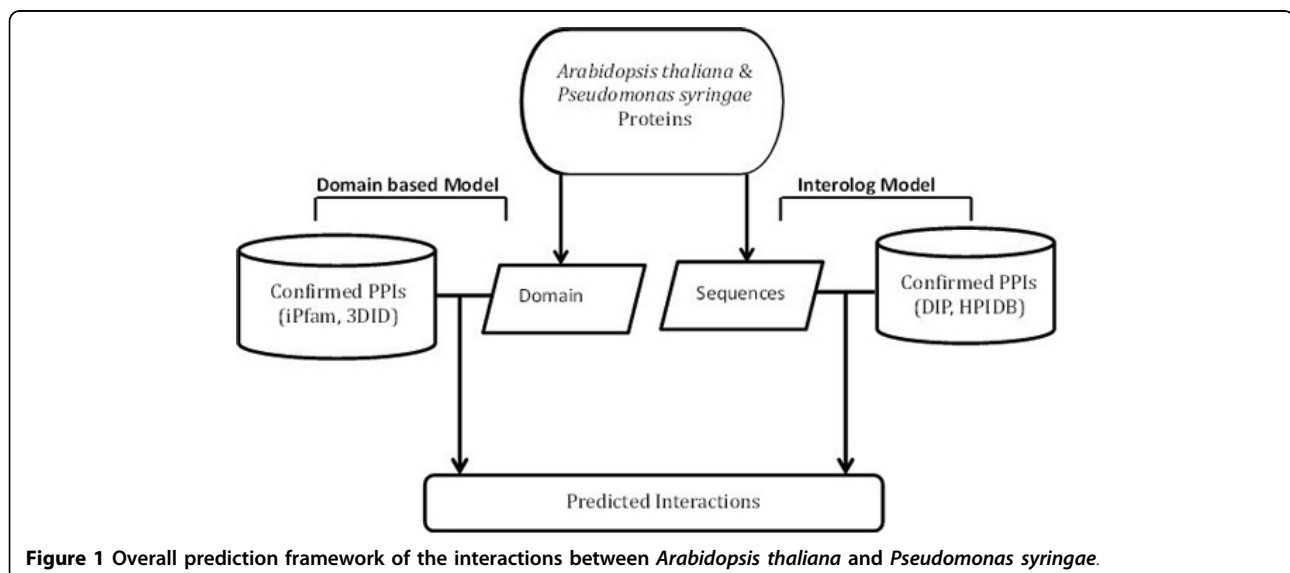 Arabidopsis thaliana &
Pseudomonas syringae
Proteins
Domain based Model
Interolog Model
Confirmed PPIs
(iPfam, 3DID)
Domain
Sequences
Confirmed PPIs
(DIP, HPIDB)
Predicted Interactions
Figure 1 Overall prediction framework of the interactions between Arabidopsis thaliana and Pseudomonas syringae.